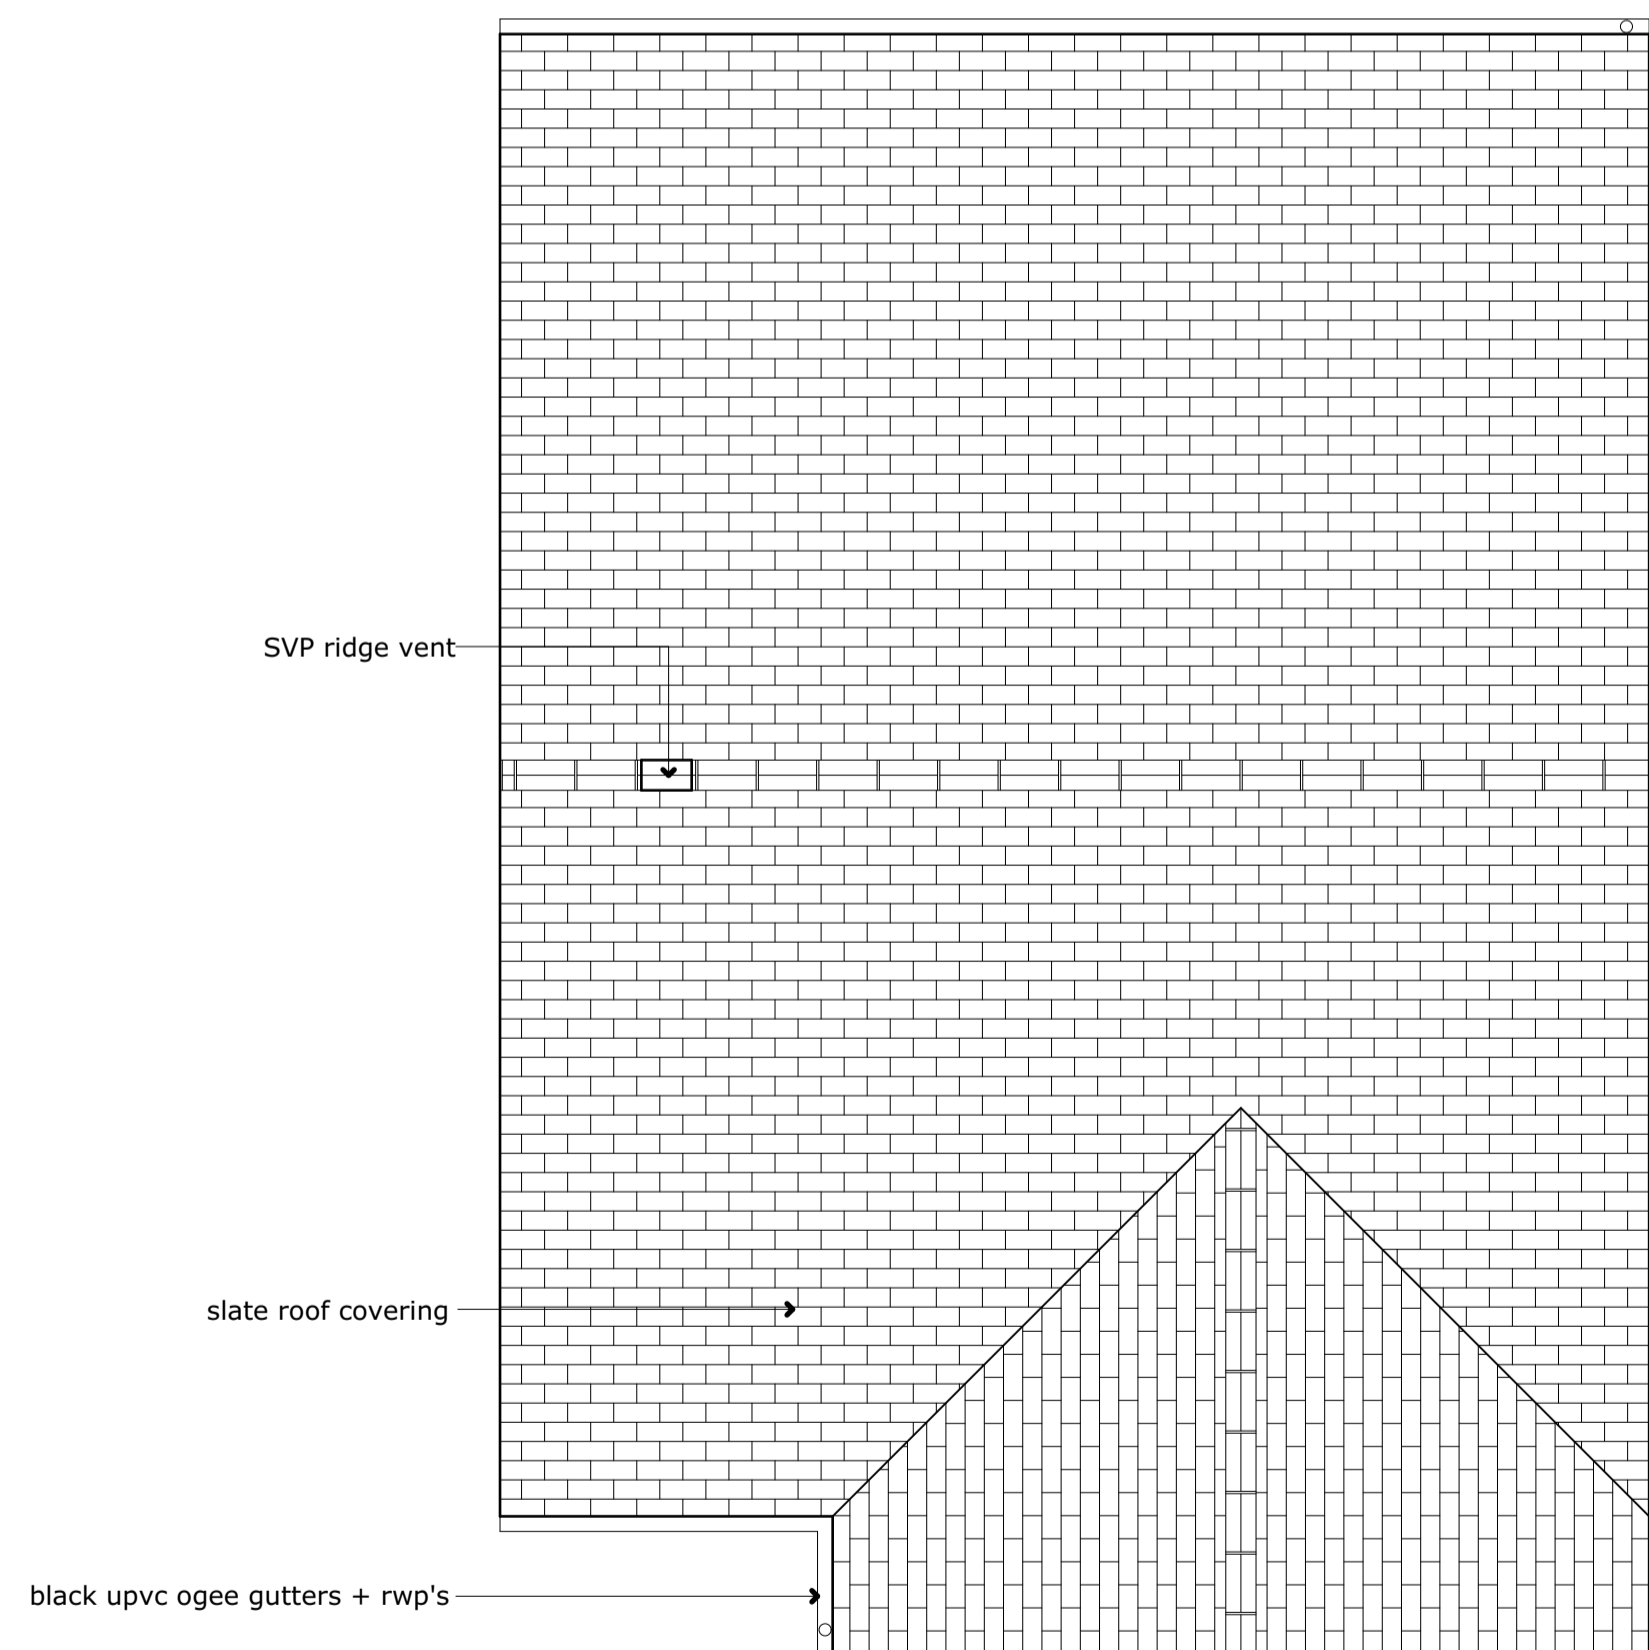 SVP ridge vent
slate roof covering
black upvc ogee gutters + rwp's